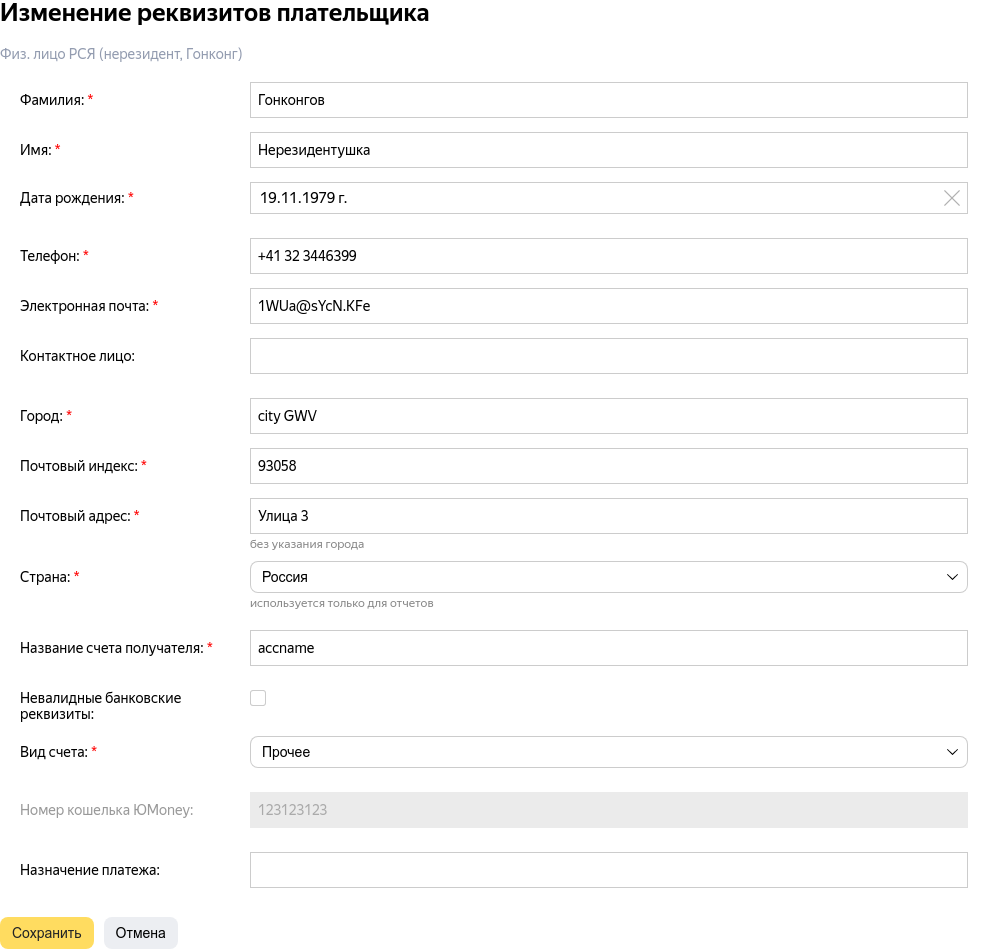 Изменение реквизитов плательщика
Физ. лицо РСЯ (нерезидент, Гонконг)
Фамилия: * Гонконгов
Имя: * Нерезидентушка
Дата рождения: * 19.11.1979 г.
Телефон: * +41 32 3446399
Электронная почта: * 1WUa@sYcN.KFe
Контактное лицо:
Город: * city GWV
Почтовый индекс: * 93058
Почтовый адрес: * Улица 3
без указания города
Страна: * Россия
используется только для отчетов
Название счета получателя: * accname
Невалидные банковские
реквизиты:
Вид счета: * Прочее
Номер кошелька ЮMoney: 123123123
Назначение платежа:
Сохранить Отмена